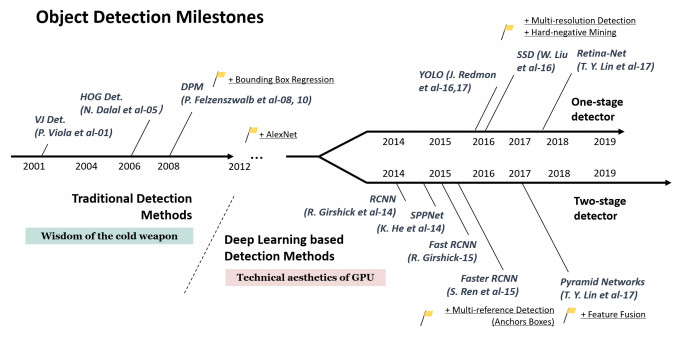 Object Detection Milestones
+ Multi-resolution Detection
+ Hard-negative Mining
SSD (W. Liu
et al-16)
Retina-Net
(T. Y. Lin et al-17)
YOLO (J. Redmon
et al-16,17)
DPM
(P. Felzenszwalb et al-08, 10)
+ Bounding Box Regression
HOG Det.
(N. Dalal et al-05)
VJ Det.
(P. Viola et al-01)
+ AlexNet
One-stage
detector
2014 2015 2016 2017 2018 2019
2001 2004 2006 2008 2012 ...
2014 2015 2016 2017 2018 2019
Two-stage
detector
Traditional Detection
Methods
Wisdom of the cold weapon
RCNN
(R. Girshick et al-14)
SPPNet
(K. He et al-14)
Fast RCNN
(R. Girshick-15)
Faster RCNN
(S. Ren et al-15)
Pyramid Networks
(T. Y. Lin et al-17)
Deep Learning based
Detection Methods
Technical aesthetics of GPU
+ Multi-reference Detection
(Anchors Boxes)
+ Feature Fusion